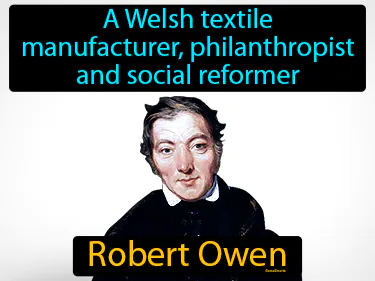 A Welsh textile
manufacturer, philanthropist
and social reformer
Robert Owen